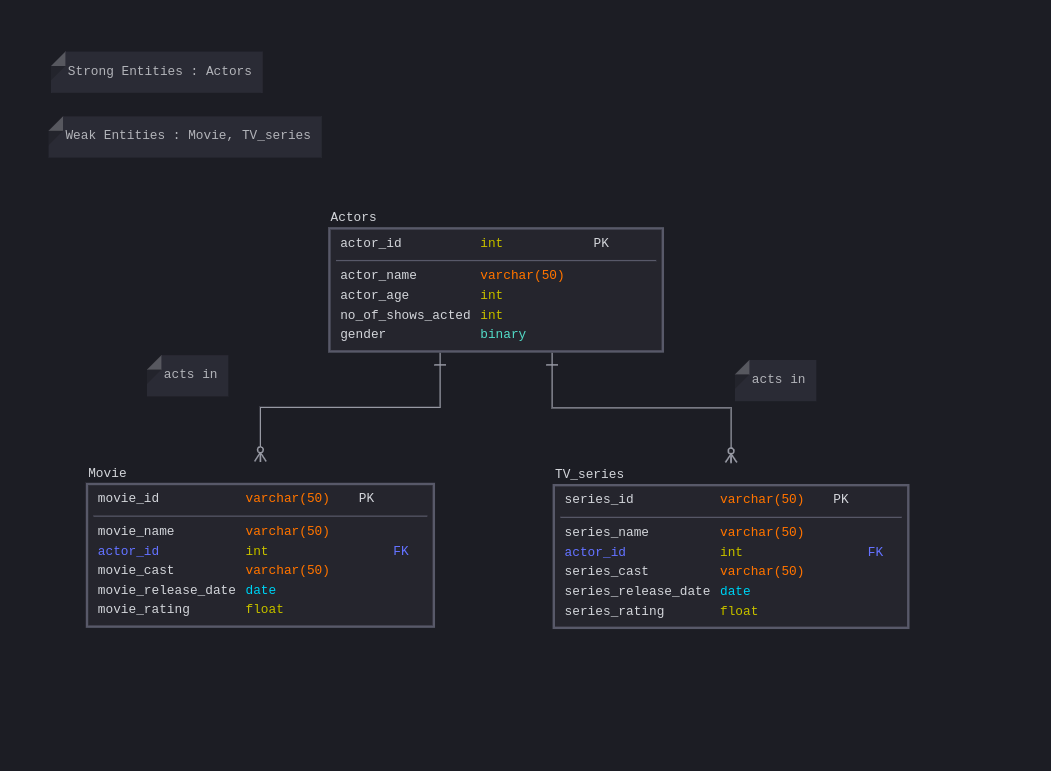 Strong Entities : Actors
Weak Entities : Movie, TV_series
Actors
actor_id int PK
actor_name varchar(50)
actor_age int
no_of_shows_acted int
gender binary
acts in
acts in
Movie
movie_id varchar(50) PK
movie_name varchar(50)
actor_id int FK
movie_cast varchar(50)
movie_release_date date
movie_rating float
TV_series
series_id varchar(50) PK
series_name varchar(50)
actor_id int FK
series_cast varchar(50)
series_release_date date
series_rating float